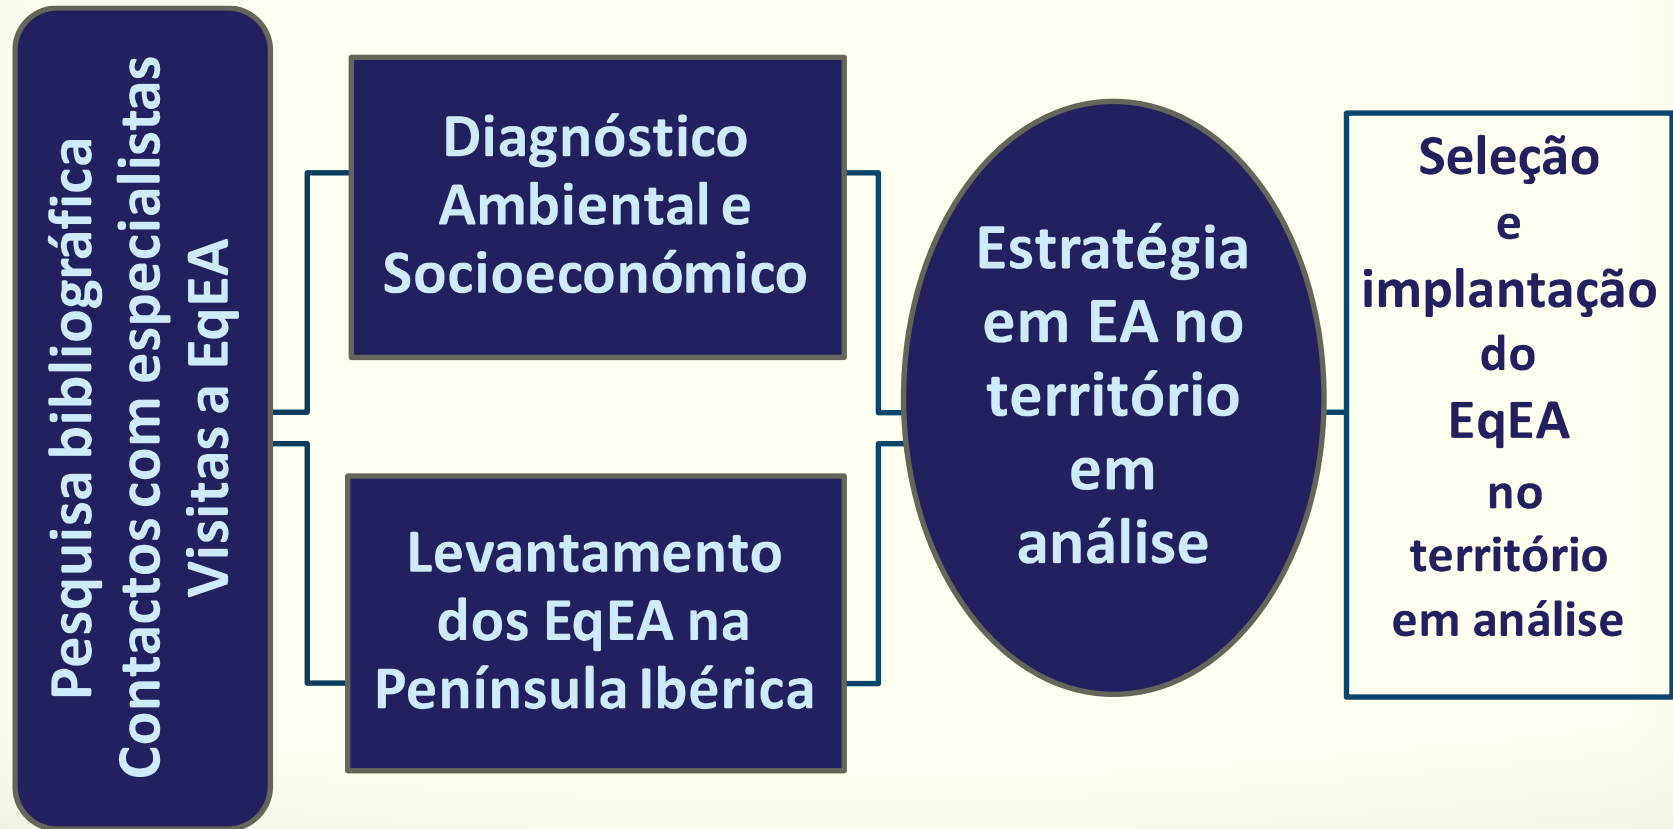 Pesquisa bibliográfica
Contactos com especialistas
Visitas a EqEA
Diagnóstico
Ambiental e
Socioeconómico
Levantamento
dos EqEA na
Península Ibérica
Estratégia
em EA no
território
em
análise
Seleção
e
implantação
do
EqEA
no
território
em análise